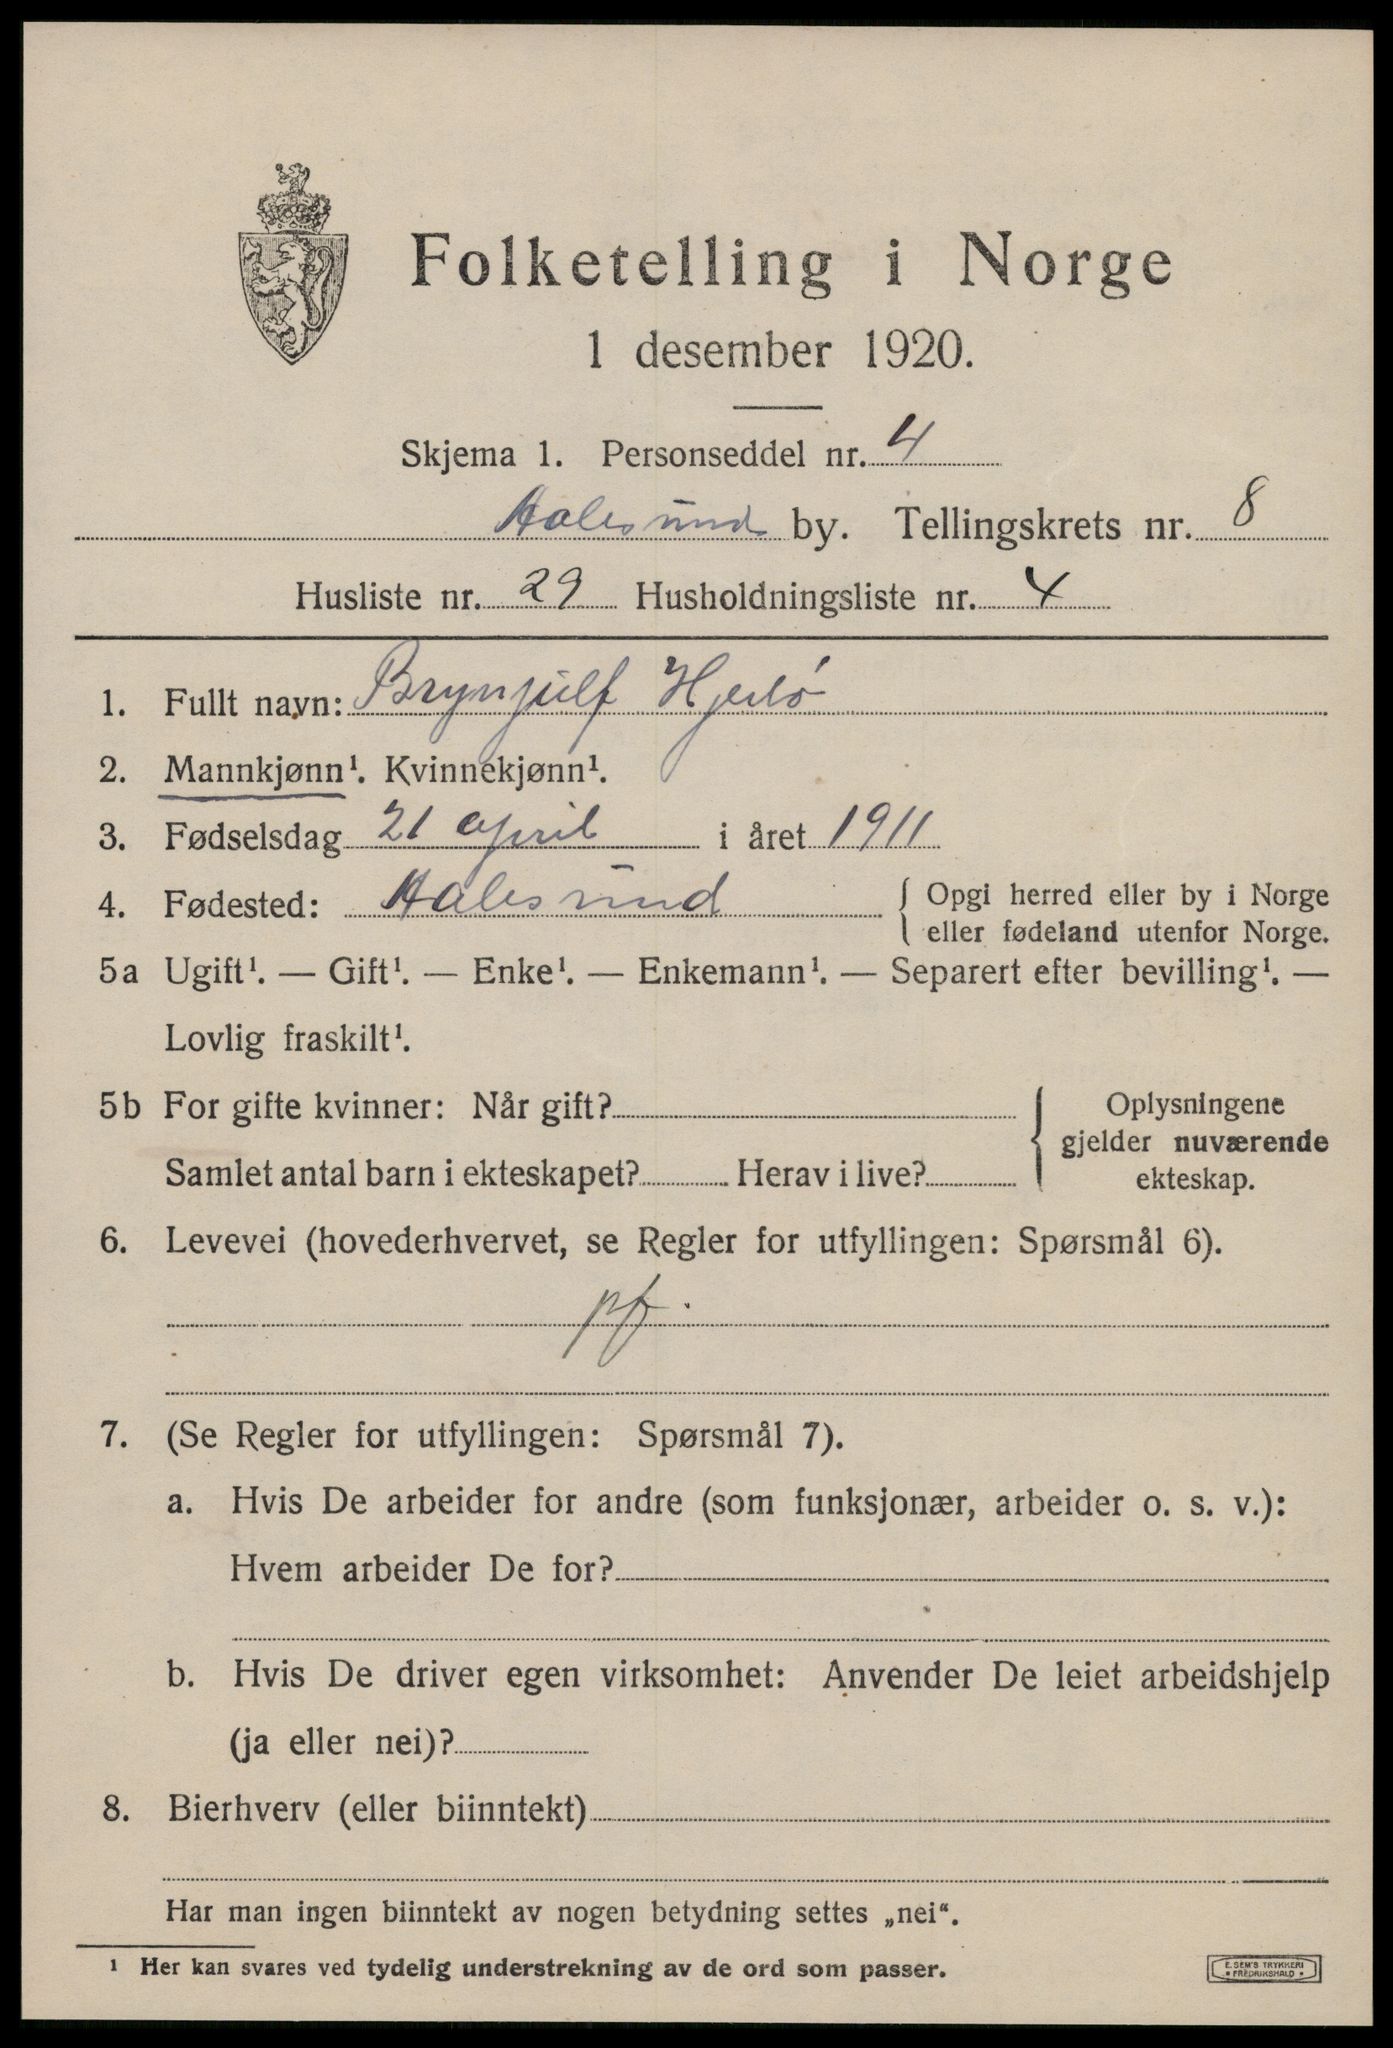 Folketelling i Norge
1 desember 1920.
Skjema 1. Personseddel nr. 4
Aalesund by. Tellingskrets nr. 8
Husliste nr. 29 Husholdningsliste nr. 4
1. Fullt navn: Brynjulf Hjelsø
2. Mannkjønn¹. Kvinnekjønn¹.
3. Fødselsdag 21 april i året 1911
4. Fødested: Aalesund { Opgi herred eller by i Norge
eller fødeland utenfor Norge.
5a Ugift¹. — Gift¹. — Enke¹. — Enkemann¹. — Separert efter bevilling¹. —
Lovlig fraskilt¹.
5b For gifte kvinner: Når gift? { Oplysningene
gjelder nuværende
Samlet antal barn i ekteskapet? Herav i live? ekteskap.
6. Levevei (hovederhvervet, se Regler for utfyllingen: Spørsmål 6).
pf.
7. (Se Regler for utfyllingen: Spørsmål 7).
a. Hvis De arbeider for andre (som funksjonær, arbeider o. s. v.):
Hvem arbeider De for?
b. Hvis De driver egen virksomhet: Anvender De leiet arbeidshjelp
(ja eller nei)?
8. Bierhverv (eller biinntekt)
Har man ingen biinntekt av nogen betydning settes „nei“.
¹ Her kan svares ved tydelig understrekning av de ord som passer.
E. SEM'S TRYKKERI
• FREDRIKSHALD •